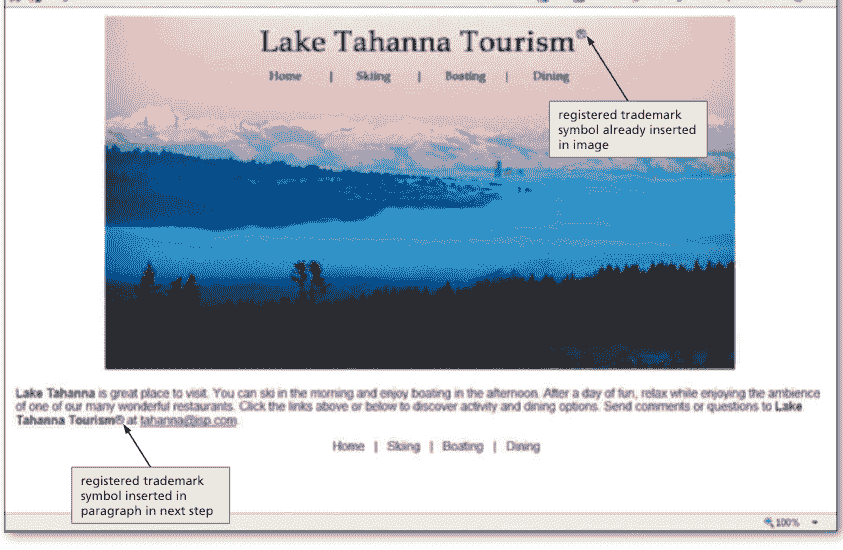 Lake Tahanna Tourism®
Home | Skiing | Boating | Dining
registered trademark
symbol already inserted
in image
Lake Tahanna is great place to visit. You can ski in the morning and enjoy boating in the afternoon. After a day of fun, relax while enjoying the ambience
of one of our many wonderful restaurants. Click the links above or below to discover activity and dining options. Send comments or questions to Lake
Tahanna Tourism® at tahanna@isp.com.
Home | Skiing | Boating | Dining
registered trademark
symbol inserted in
paragraph in next step
100%